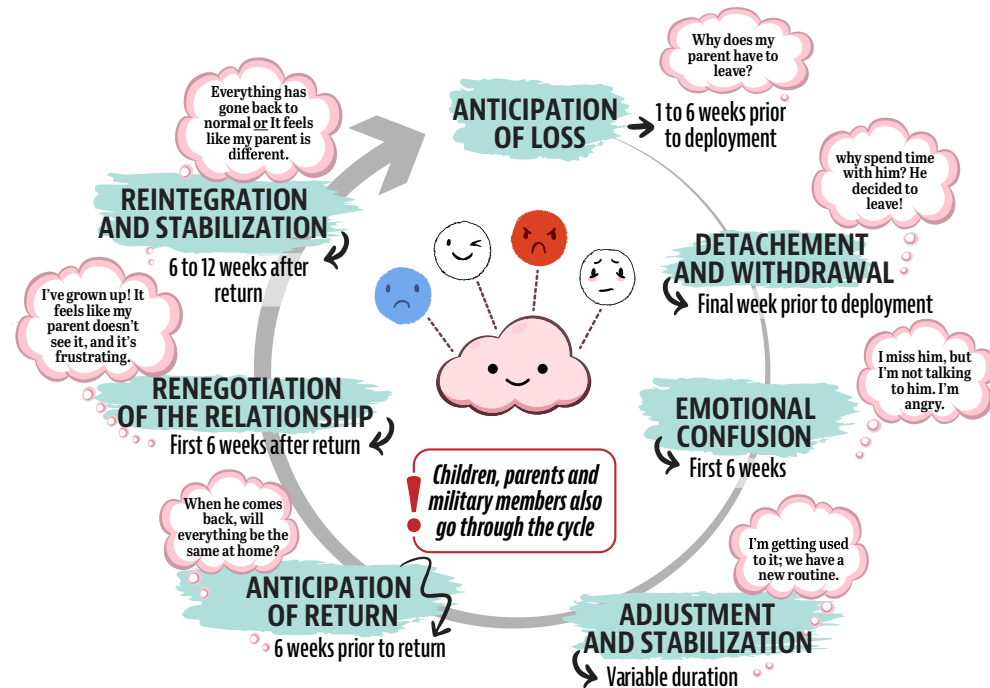 Why does my
parent have to
leave?
ANTICIPATION
OF LOSS
1 to 6 weeks prior
to deployment
why spend time
with him? He
decided to
leave!
DETACHEMENT
AND WITHDRAWAL
Final week prior to deployment
I miss him, but
I'm not talking
to him. I'm
angry.
EMOTIONAL
CONFUSION
First 6 weeks
I'm getting used
to it; we have a
new routine.
ADJUSTMENT
AND STABILIZATION
Variable duration
When he comes
back, will
everything be the
same at home?
ANTICIPATION
OF RETURN
6 weeks prior to return
I've grown up! It
feels like my
parent doesn't
see it, and it's
frustrating.
RENEGOTIATION
OF THE RELATIONSHIP
First 6 weeks after return
Everything has
gone back to
normal or It feels
like my parent is
different.
REINTEGRATION
AND STABILIZATION
6 to 12 weeks after
return
! Children, parents and
military members also
go through the cycle